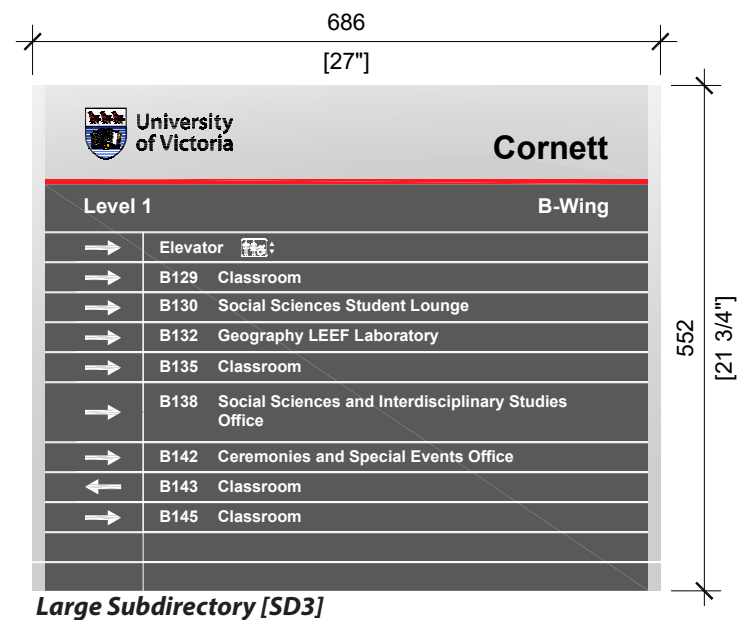 686
[27"]
University
of Victoria
Cornett
Level 1 B-Wing
Elevator
B129 Classroom
B130 Social Sciences Student Lounge
B132 Geography LEEF Laboratory
B135 Classroom
B138 Social Sciences and Interdisciplinary Studies
Office
B142 Ceremonies and Special Events Office
B143 Classroom
B145 Classroom
552
[21 3/4"]
Large Subdirectory [SD3]